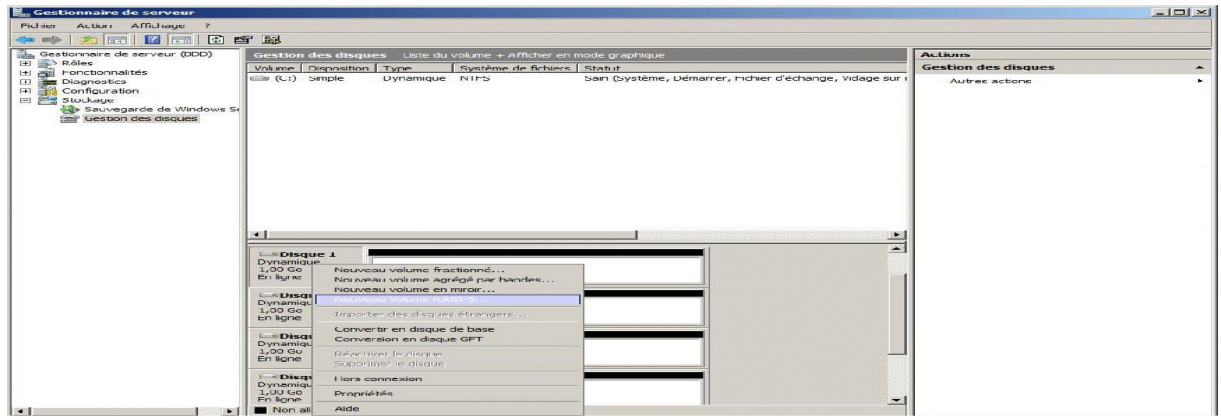 Gestionnaire de serveur
Fichier Action Affichage ?
Gestionnaire de serveur (DDD)
Rôles
Fonctionnalités
Diagnostics
Configuration
Stockage
Sauvegarde de Windows Se
Gestion des disques
Gestion des disques Liste du volume + Afficher en mode graphique
Volume Disposition Type Système de fichiers Statut
(C:) Simple Dynamique NTFS Sain (Système, Démarrer, Fichier d'échange, Vidage sur
Disque 1
Dynamique
1,00 Go
En ligne
Disqu
Dynamiqu
1,00 Go
En ligne
Disqu
Dynamiqu
1,00 Go
En ligne
Disqu
Dynamiqu
1,00 Go
En ligne
Non all
Nouveau volume fractionné...
Nouveau volume agrégé par bandes...
Nouveau volume en miroir...
Nouveau Volume RAID-5...
Importer des disques étrangers...
Convertir en disque de base
Conversion en disque GPT
Réactiver le disque
Supprimer le disque
Hors connexion
Propriétés
Aide
Actions
Gestion des disques
Autres actions